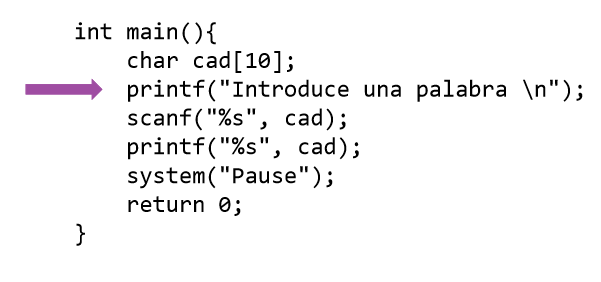 int main(){
    char cad[10];
    printf("Introduce una palabra \n");
    scanf("%s", cad);
    printf("%s", cad);
    system("Pause");
    return 0;
}